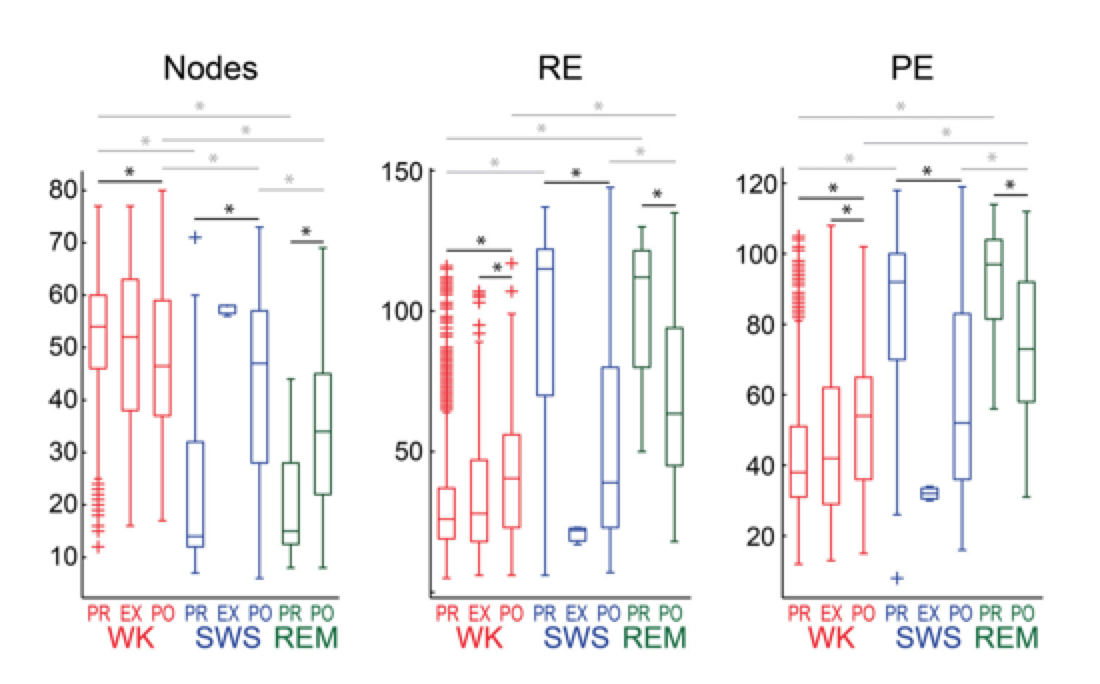 Nodes
80
70
60
50
40
30
20
10
PR EX PO PR EX PO PR PO
WK SWS REM
RE
150
100
50
PR EX PO PR EX PO PR PO
WK SWS REM
PE
120
100
80
60
40
20
PR EX PO PR EX PO PR PO
WK SWS REM